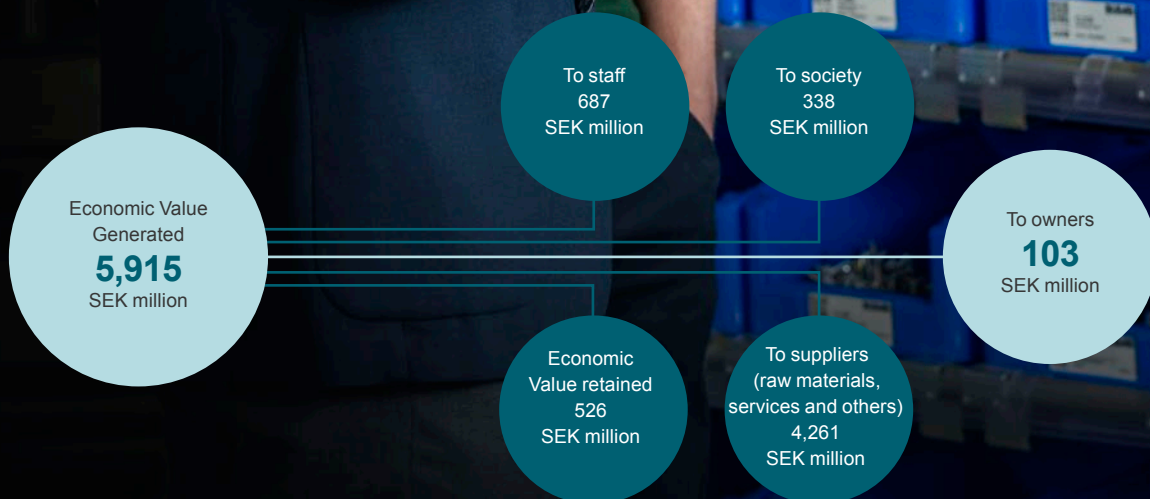 Economic Value
Generated
5,915
SEK million
To staff
687
SEK million
To society
338
SEK million
To owners
103
SEK million
Economic
Value retained
526
SEK million
To suppliers
(raw materials,
services and others)
4,261
SEK million